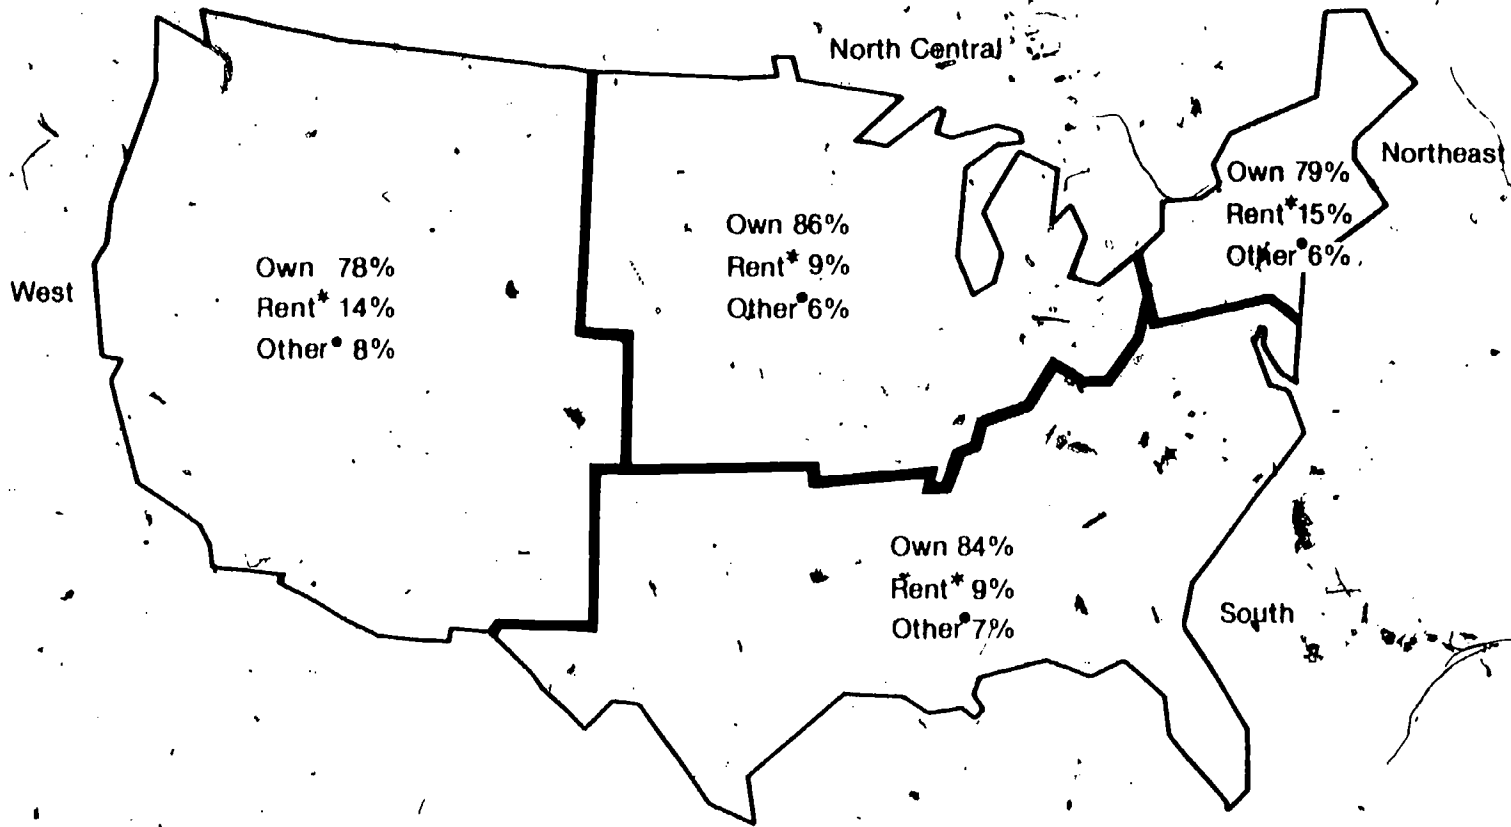 North Central
Northeast
Own 79%
Rent* 15%
Other• 6%
Own 86%
Rent* 9%
Other• 6%
West
Own 78%
Rent* 14%
Other• 8%
Own 84%
Rent* 9%
Other• 7%
South